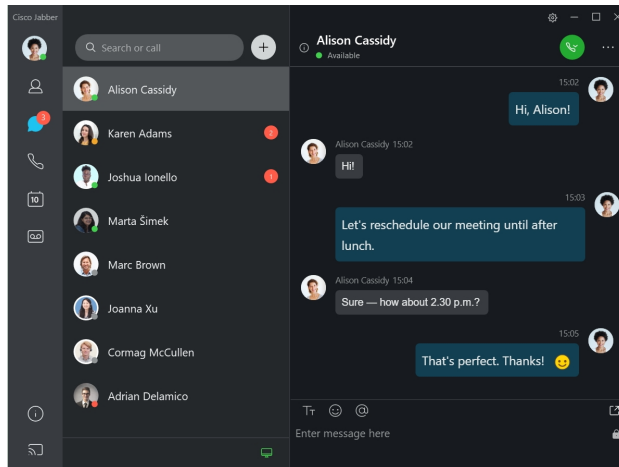 Cisco Jabber
Search or call
Alison Cassidy
Available
15:02
Hi, Alison!
Alison Cassidy 15:02
Hi!
15:03
Let's reschedule our meeting until after
lunch.
Alison Cassidy 15:04
Sure — how about 2.30 p.m.?
15:05
That's perfect. Thanks!
Enter message here
3
10
Alison Cassidy
Karen Adams 2
Joshua Ionello 1
Marta Šimek
Marc Brown
Joanna Xu
Cormag McCullen
Adrian Delamico